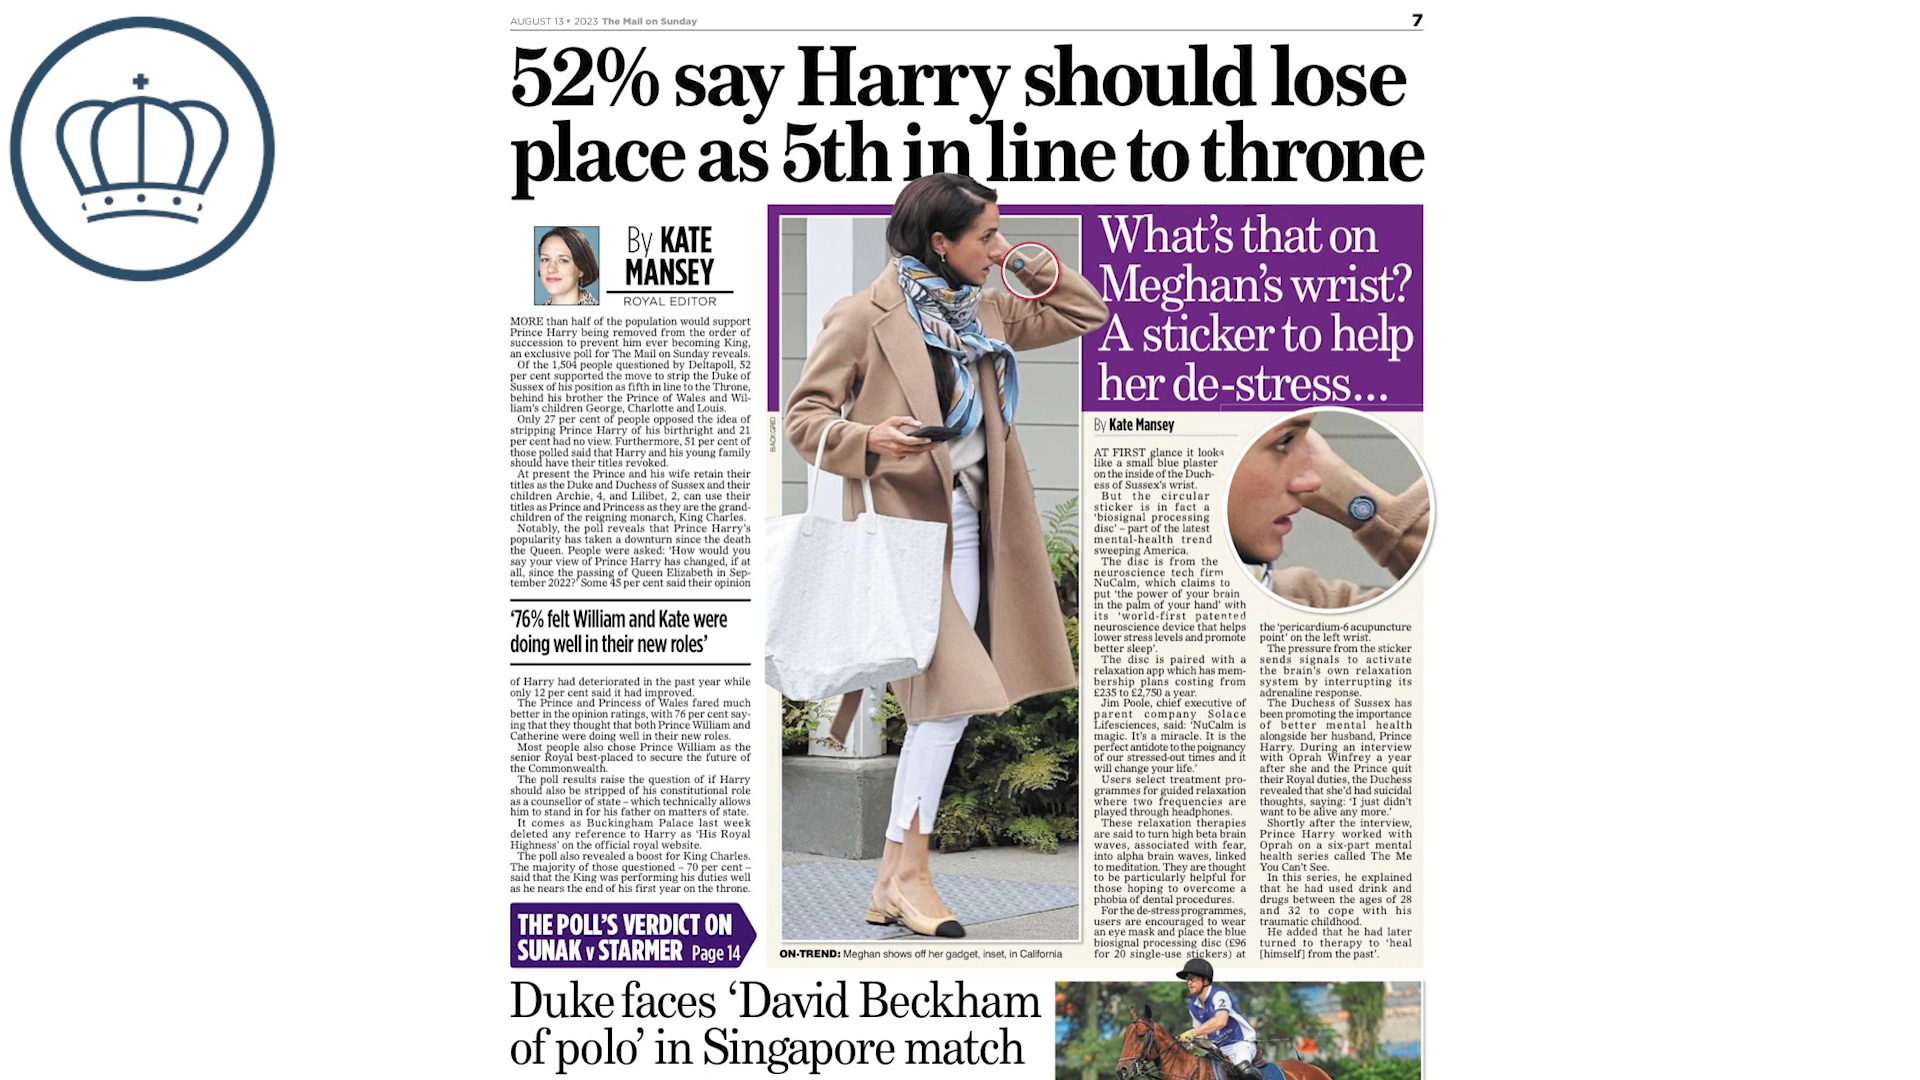 AUGUST 13 • 2023 The Mail on Sunday
7
52% say Harry should lose
place as 5th in line to throne
By KATE
MANSEY
ROYAL EDITOR
MORE than half of the population would support
Prince Harry being removed from the order of
succession to prevent him ever becoming King,
an exclusive poll for The Mail on Sunday reveals.
Of the 1,504 people questioned by Deltapoll, 52
per cent supported the move to strip the Duke of
Sussex of his position as fifth in line to the Throne,
behind his brother the Prince of Wales and Wil-
liam's children George, Charlotte and Louis.
Only 27 per cent of people opposed the idea of
stripping Prince Harry of his birthright and 21
per cent had no view. Furthermore, 51 per cent of
those polled said that Harry and his young family
should have their titles revoked.
At present the Prince and his wife retain their
titles as the Duke and Duchess of Sussex and their
children Archie, 4, and Lilibet, 2, can use their
titles as Prince and Princess as they are the grand-
children of the reigning monarch, King Charles.
Notably, the poll reveals that Prince Harry's
popularity has taken a downturn since the death
the Queen. People were asked: 'How would you
say your view of Prince Harry has changed, if at
all, since the passing of Queen Elizabeth in Sep-
tember 2022?' Some 45 per cent said their opinion
'76% felt William and Kate were
doing well in their new roles'
of Harry had deteriorated in the past year while
only 12 per cent said it had improved.
The Prince and Princess of Wales fared much
better in the opinion ratings, with 76 per cent say-
ing that they thought that both Prince William and
Catherine were doing well in their new roles.
Most people also chose Prince William as the
senior Royal best-placed to secure the future of
the Commonwealth.
The poll results raise the question of if Harry
should also be stripped of his constitutional role
as a counsellor of state – which technically allows
him to stand in for his father on matters of state.
It comes as Buckingham Palace last week
deleted any reference to Harry as 'His Royal
Highness' on the official royal website.
The poll also revealed a boost for King Charles.
The majority of those questioned – 70 per cent –
said that the King was performing his duties well
as he nears the end of his first year on the throne.
THE POLL'S VERDICT ON
SUNAK v STARMER Page 14
BACKGRID
ON-TREND: Meghan shows off her gadget, inset, in California
What's that on
Meghan's wrist?
A sticker to help
her de-stress...
By Kate Mansey
AT FIRST glance it looks
like a small blue plaster
on the inside of the Duch-
ess of Sussex's wrist.
But the circular
sticker is in fact a
'biosignal processing
disc' – part of the latest
mental-health trend
sweeping America.
The disc is from the
neuroscience tech firm
NuCalm, which claims to
put 'the power of your brain
in the palm of your hand' with
its 'world-first patented
neuroscience device that helps
lower stress levels and promote
better sleep'.
The disc is paired with a
relaxation app which has mem-
bership plans costing from
£235 to £2,750 a year.
Jim Poole, chief executive of
parent company Solace
Lifesciences, said: 'NuCalm is
magic. It's a miracle. It is the
perfect antidote to the poignancy
of our stressed-out times and it
will change your life.'
Users select treatment pro-
grammes for guided relaxation
where two frequencies are
played through headphones.
These relaxation therapies
are said to turn high beta brain
waves, associated with fear,
into alpha brain waves, linked
to meditation. They are thought
to be particularly helpful for
those hoping to overcome a
phobia of dental procedures.
For the de-stress programmes,
users are encouraged to wear
an eye mask and place the blue
biosignal processing disc (£96
for 20 single-use stickers) at
the 'pericardium-6 acupuncture
point' on the left wrist.
The pressure from the sticker
sends signals to activate
the brain's own relaxation
system by interrupting its
adrenaline response.
The Duchess of Sussex has
been promoting the importance
of better mental health
alongside her husband, Prince
Harry. During an interview
with Oprah Winfrey a year
after she and the Prince quit
their Royal duties, the Duchess
revealed that she'd had suicidal
thoughts, saying: 'I just didn't
want to be alive any more.'
Shortly after the interview,
Prince Harry worked with
Oprah on a six-part mental
health series called The Me
You Can't See.
In this series, he explained
that he had used drink and
drugs between the ages of 28
and 32 to cope with his
traumatic childhood.
He added that he had later
turned to therapy to 'heal
[himself] from the past'.
Duke faces 'David Beckham
of polo' in Singapore match
2